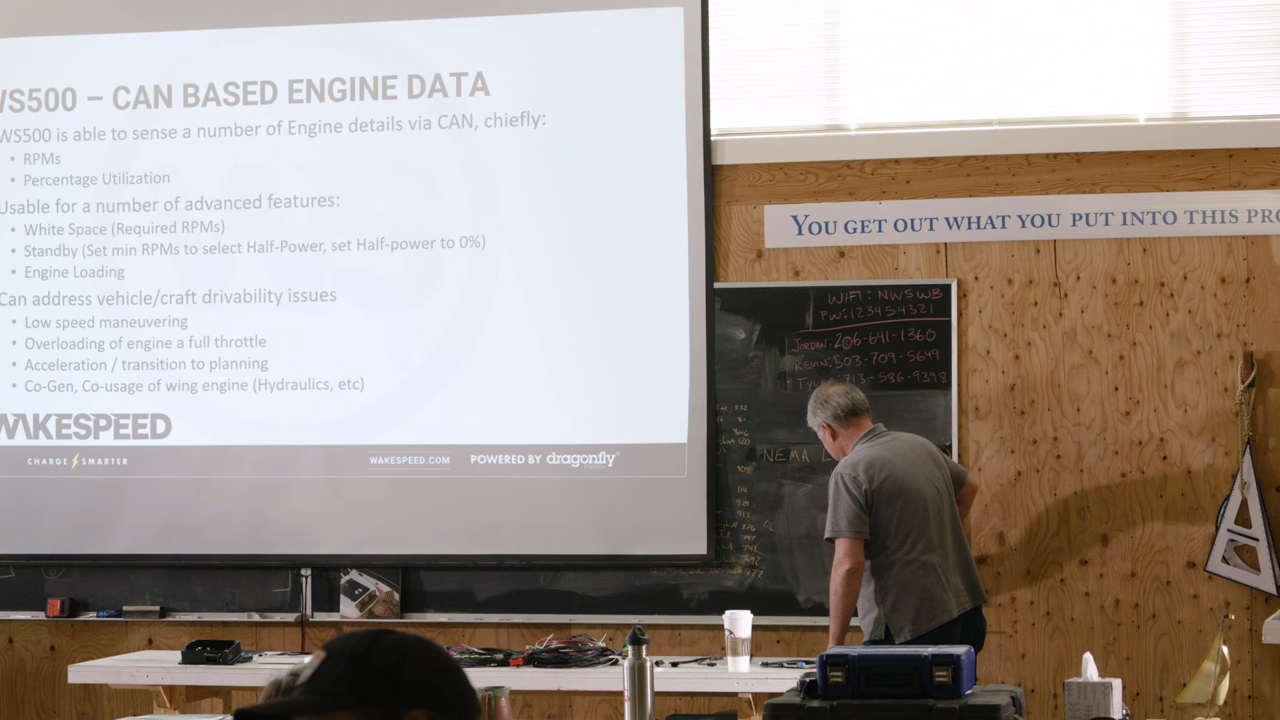 WS500 – CAN BASED ENGINE DATA
WS500 is able to sense a number of Engine details via CAN, chiefly:
• RPMs
• Percentage Utilization
Usable for a number of advanced features:
• White Space (Required RPMs)
• Standby (Set min RPMs to select Half-Power, set Half-power to 0%)
• Engine Loading
Can address vehicle/craft drivability issues
• Low speed maneuvering
• Overloading of engine a full throttle
• Acceleration / transition to planning
• Co-Gen, Co-usage of wing engine (Hydraulics, etc)
WAKESPEED
CHARGE SMARTER
WAKESPEED.COM
POWERED BY dragonfly
YOU GET OUT WHAT YOU PUT INTO THIS
WIFI: NWSWB
PW: 123454321
JORDAN. 206-641-1360
KEVIN: 503-709-5649
713-586-9398
NEMA